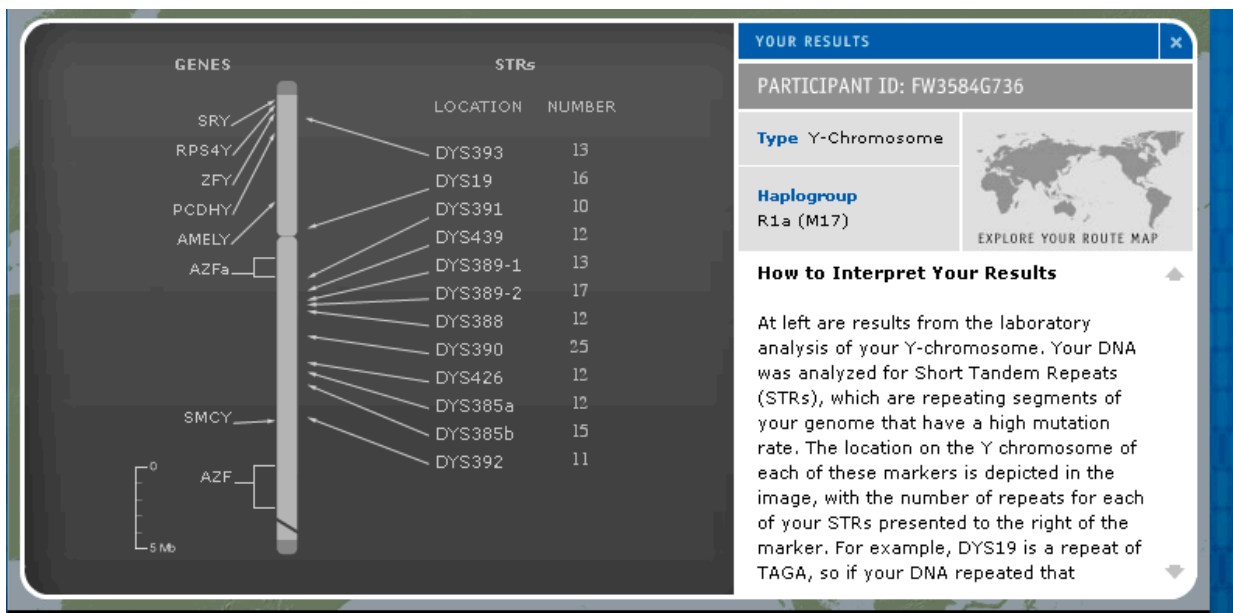 GENES
SRY
RPS4Y
ZFY
PCDHY
AMELY
AZFa
SMCY
AZF
0
5 Mb
STRs
LOCATION NUMBER
DYS393 13
DYS19 16
DYS391 10
DYS439 12
DYS389-1 13
DYS389-2 17
DYS388 12
DYS390 25
DYS426 12
DYS385a 12
DYS385b 15
DYS392 11
YOUR RESULTS ×
PARTICIPANT ID: FW3584G736
Type Y-Chromosome
Haplogroup
R1a (M17)
EXPLORE YOUR ROUTE MAP
How to Interpret Your Results
At left are results from the laboratory
analysis of your Y-chromosome. Your DNA
was analyzed for Short Tandem Repeats
(STRs), which are repeating segments of
your genome that have a high mutation
rate. The location on the Y chromosome of
each of these markers is depicted in the
image, with the number of repeats for each
of your STRs presented to the right of the
marker. For example, DYS19 is a repeat of
TAGA, so if your DNA repeated that